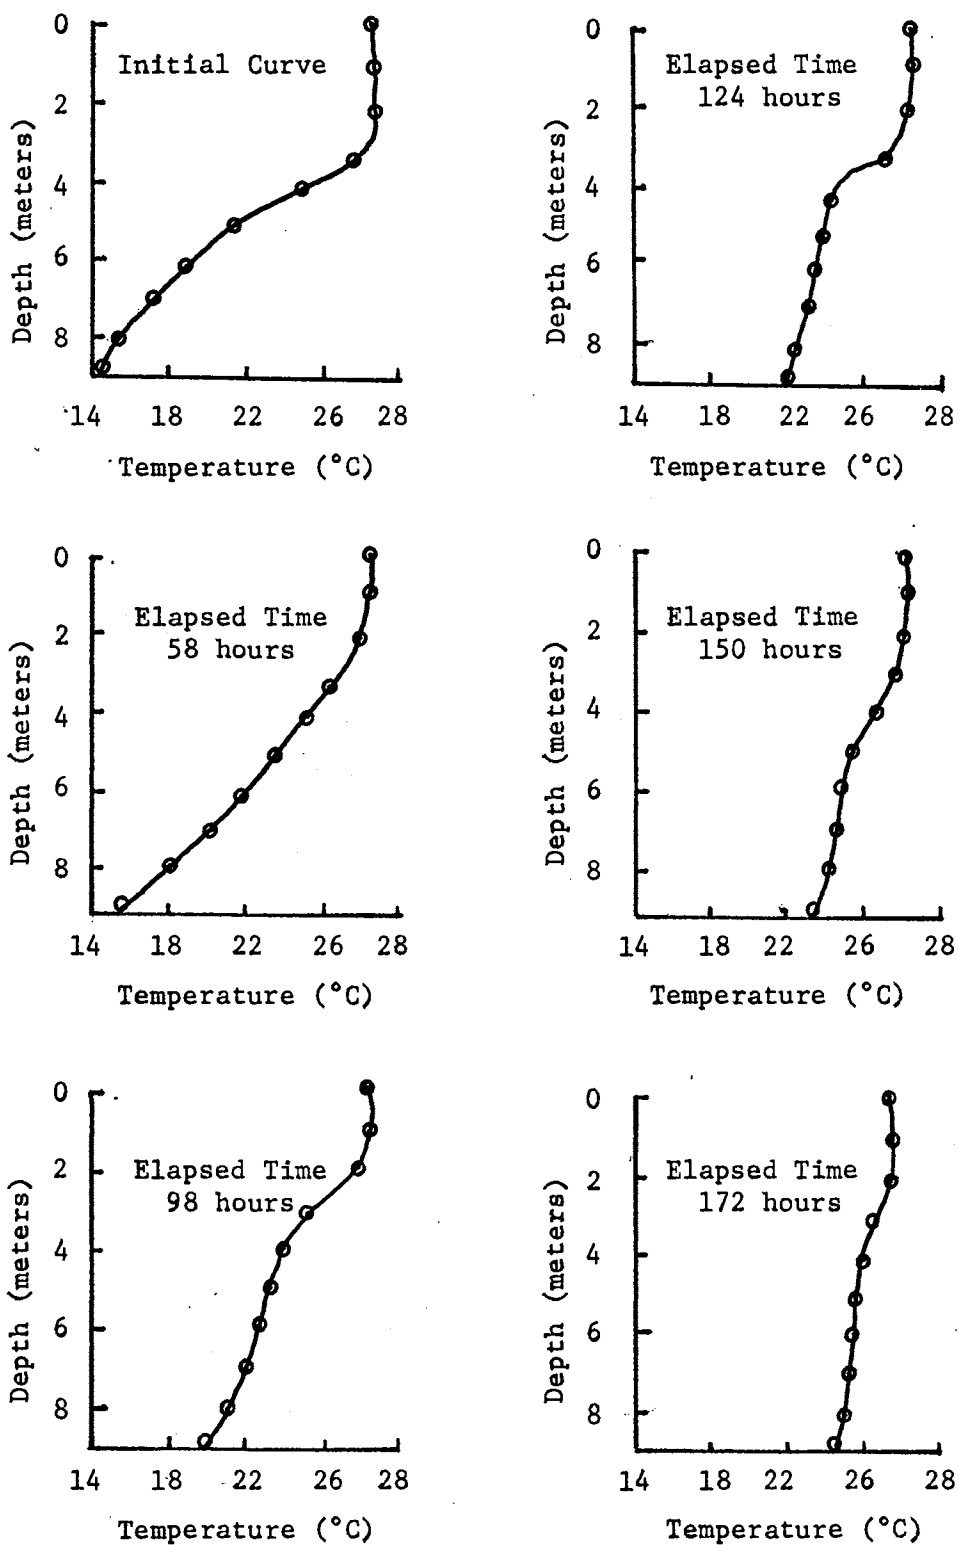 Initial Curve
0
2
4
6
8
Depth (meters)
14 18 22 26 28
Temperature (°C)
Elapsed Time
124 hours
0
2
4
6
8
Depth (meters)
14 18 22 26 28
Temperature (°C)
Elapsed Time
58 hours
0
2
4
6
8
Depth (meters)
14 18 22 26 28
Temperature (°C)
Elapsed Time
150 hours
0
2
4
6
8
Depth (meters)
14 18 22 26 28
Temperature (°C)
Elapsed Time
98 hours
0
2
4
6
8
Depth (meters)
14 18 22 26 28
Temperature (°C)
Elapsed Time
172 hours
0
2
4
6
8
Depth (meters)
14 18 22 26 28
Temperature (°C)